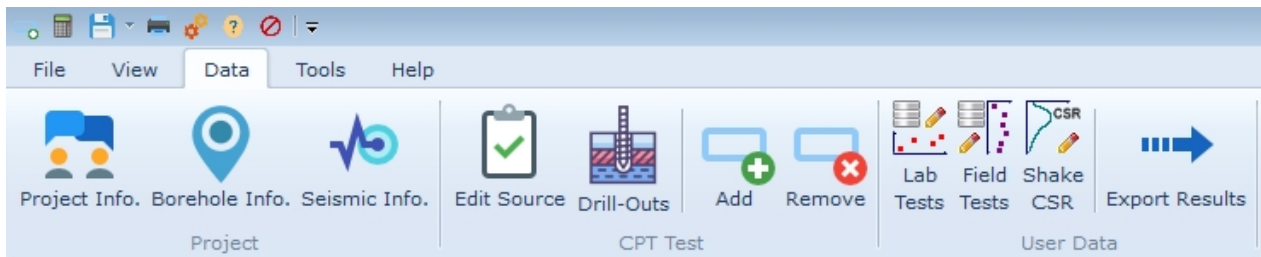 File View Data Tools Help
CSR
Project Info. Borehole Info. Seismic Info. Edit Source Drill-Outs Add Remove Lab Tests Field Tests Shake CSR Export Results
Project CPT Test User Data